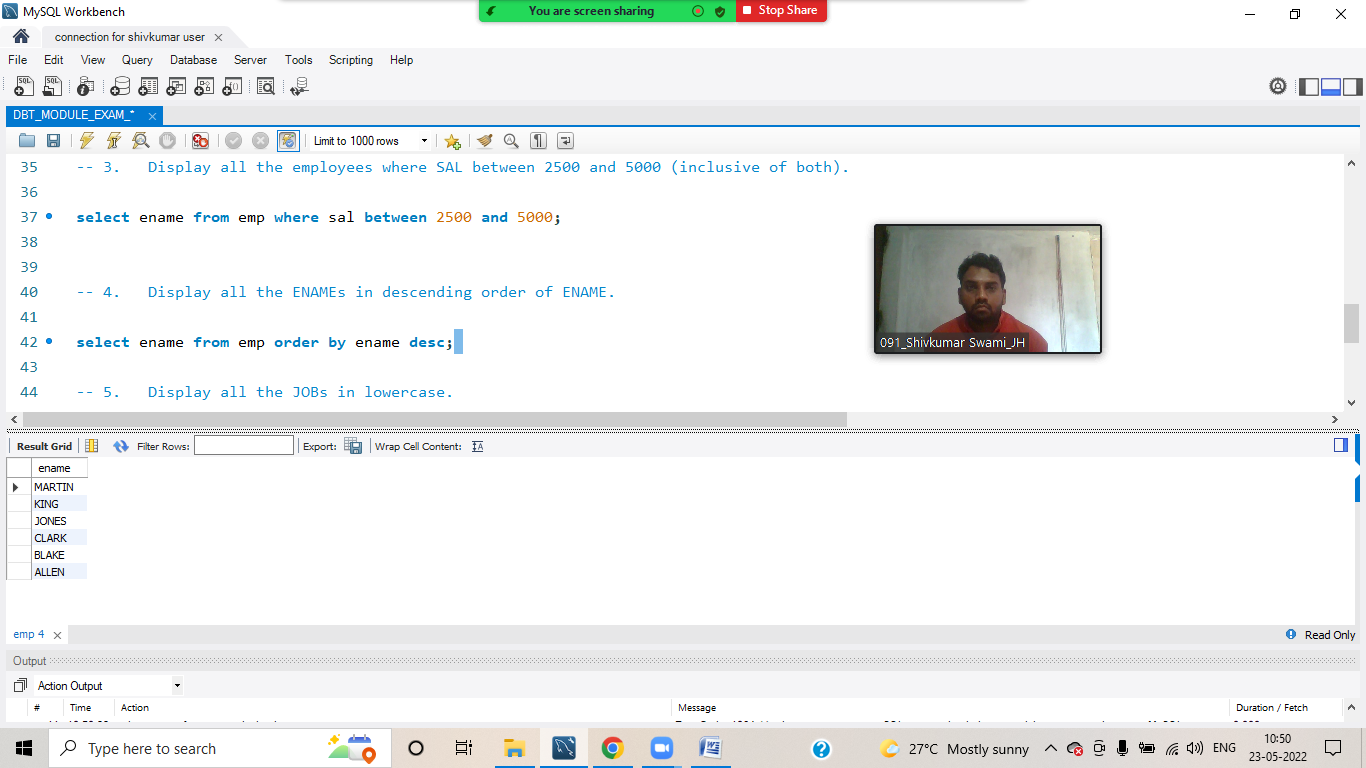 MySQL Workbench
You are screen sharing
Stop Share
connection for shivkumar user
File Edit View Query Database Server Tools Scripting Help
DBT_MODULE_EXAM_*
Limit to 1000 rows
35 -- 3. Display all the employees where SAL between 2500 and 5000 (inclusive of both).
36
37 select ename from emp where sal between 2500 and 5000;
38
39
40 -- 4. Display all the ENAMEs in descending order of ENAME.
41
42 select ename from emp order by ename desc;
43
44 -- 5. Display all the JOBs in lowercase.
091_Shivkumar Swami_JH
Result Grid Filter Rows: Export: Wrap Cell Content:
ename
MARTIN
KING
JONES
CLARK
BLAKE
ALLEN
emp 4
Read Only
Output
Action Output
# Time Action Message Duration / Fetch
Type here to search
27°C Mostly sunny
ENG
10:50
23-05-2022